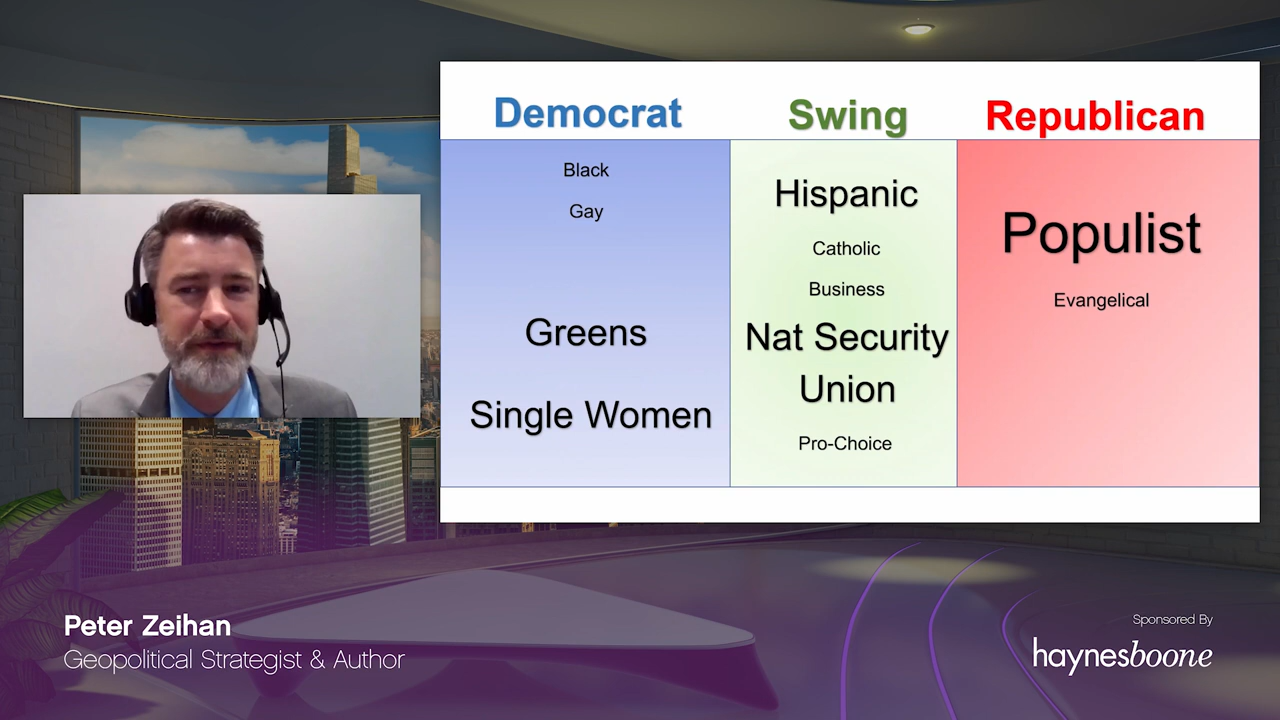 Democrat
Swing
Republican
Black
Gay
Greens
Single Women
Hispanic
Catholic
Business
Nat Security
Union
Pro-Choice
Populist
Evangelical
Peter Zeihan
Geopolitical Strategist & Author
Sponsored By
haynesboone